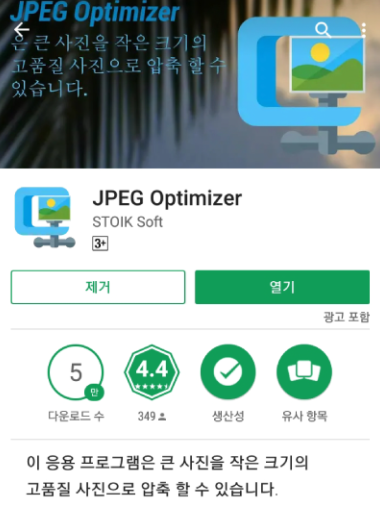 JPEG Optimizer
은 큰 사진을 작은 크기의
고품질 사진으로 압축 할 수
있습니다.
JPEG Optimizer
STOIK Soft
3+
제거
열기
광고 포함
5
만
4.4
다운로드 수
349
생산성
유사 항목
이 응용 프로그램은 큰 사진을 작은 크기의
고품질 사진으로 압축 할 수 있습니다.